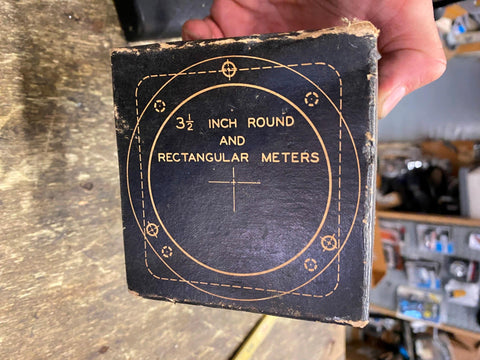 3½ INCH ROUND
AND
RECTANGULAR METERS